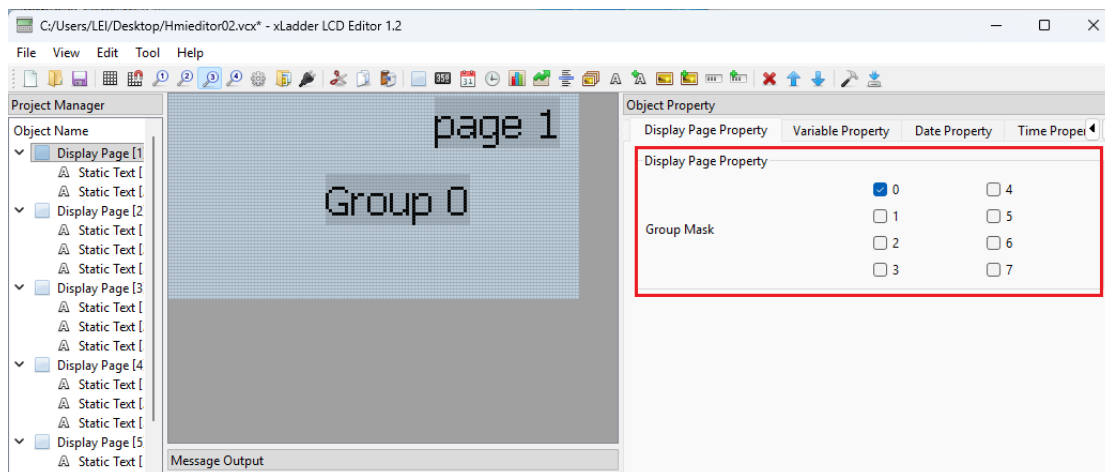 C:/Users/LEI/Desktop/Hmieditor02.vcx* - xLadder LCD Editor 1.2
File View Edit Tool Help
Project Manager
Object Name
Display Page [1
Static Text [
Static Text [.
Display Page [2
Static Text [
Static Text [.
Static Text [
Display Page [3
Static Text [
Static Text [.
Static Text [
Display Page [4
Static Text [
Static Text [.
Static Text [
Display Page [5
Static Text [
page 1
Group 0
Message Output
Object Property
Display Page Property Variable Property Date Property Time Proper
Display Page Property
Group Mask
0 4
1 5
2 6
3 7